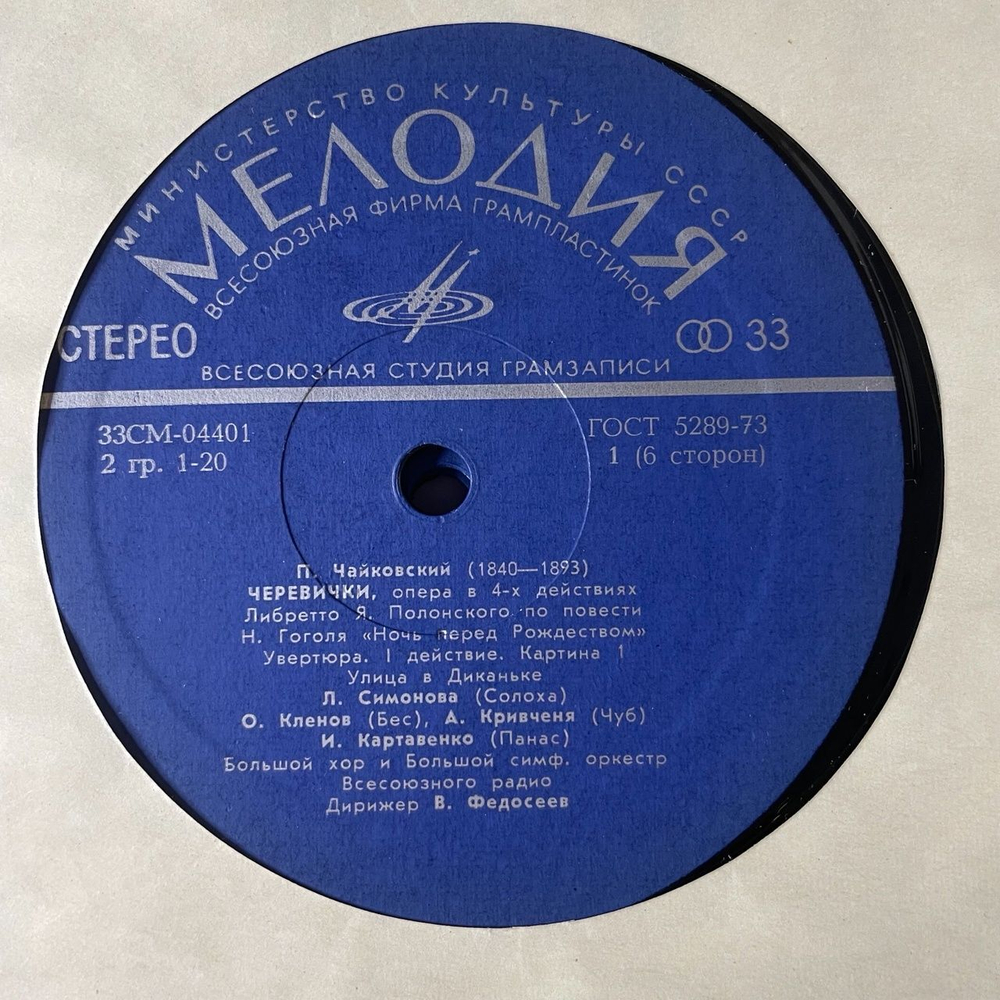 МИНИСТЕРСТВО КУЛЬТУРЫ СССР
МЕЛОДИЯ
ВСЕСОЮЗНАЯ ФИРМА ГРАМПЛАСТИНОК
СТЕРЕО
33
ВСЕСОЮЗНАЯ СТУДИЯ ГРАМЗАПИСИ
33СМ-04401
ГОСТ 5289-73
2 гр. 1-20
1 (6 сторон)
П. Чайковский (1840—1893)
ЧЕРЕВИЧКИ, опера в 4-х действиях
Либретто Я. Полонского по повести
Н. Гоголя «Ночь перед Рождеством»
Увертюра. I действие. Картина 1
Улица в Диканьке
Л. Симонова (Солоха)
О. Кленов (Бес), А. Кривченя (Чуб)
И. Картавенко (Панас)
Большой хор и Большой симф. оркестр
Всесоюзного радио
Дирижер В. Федосеев